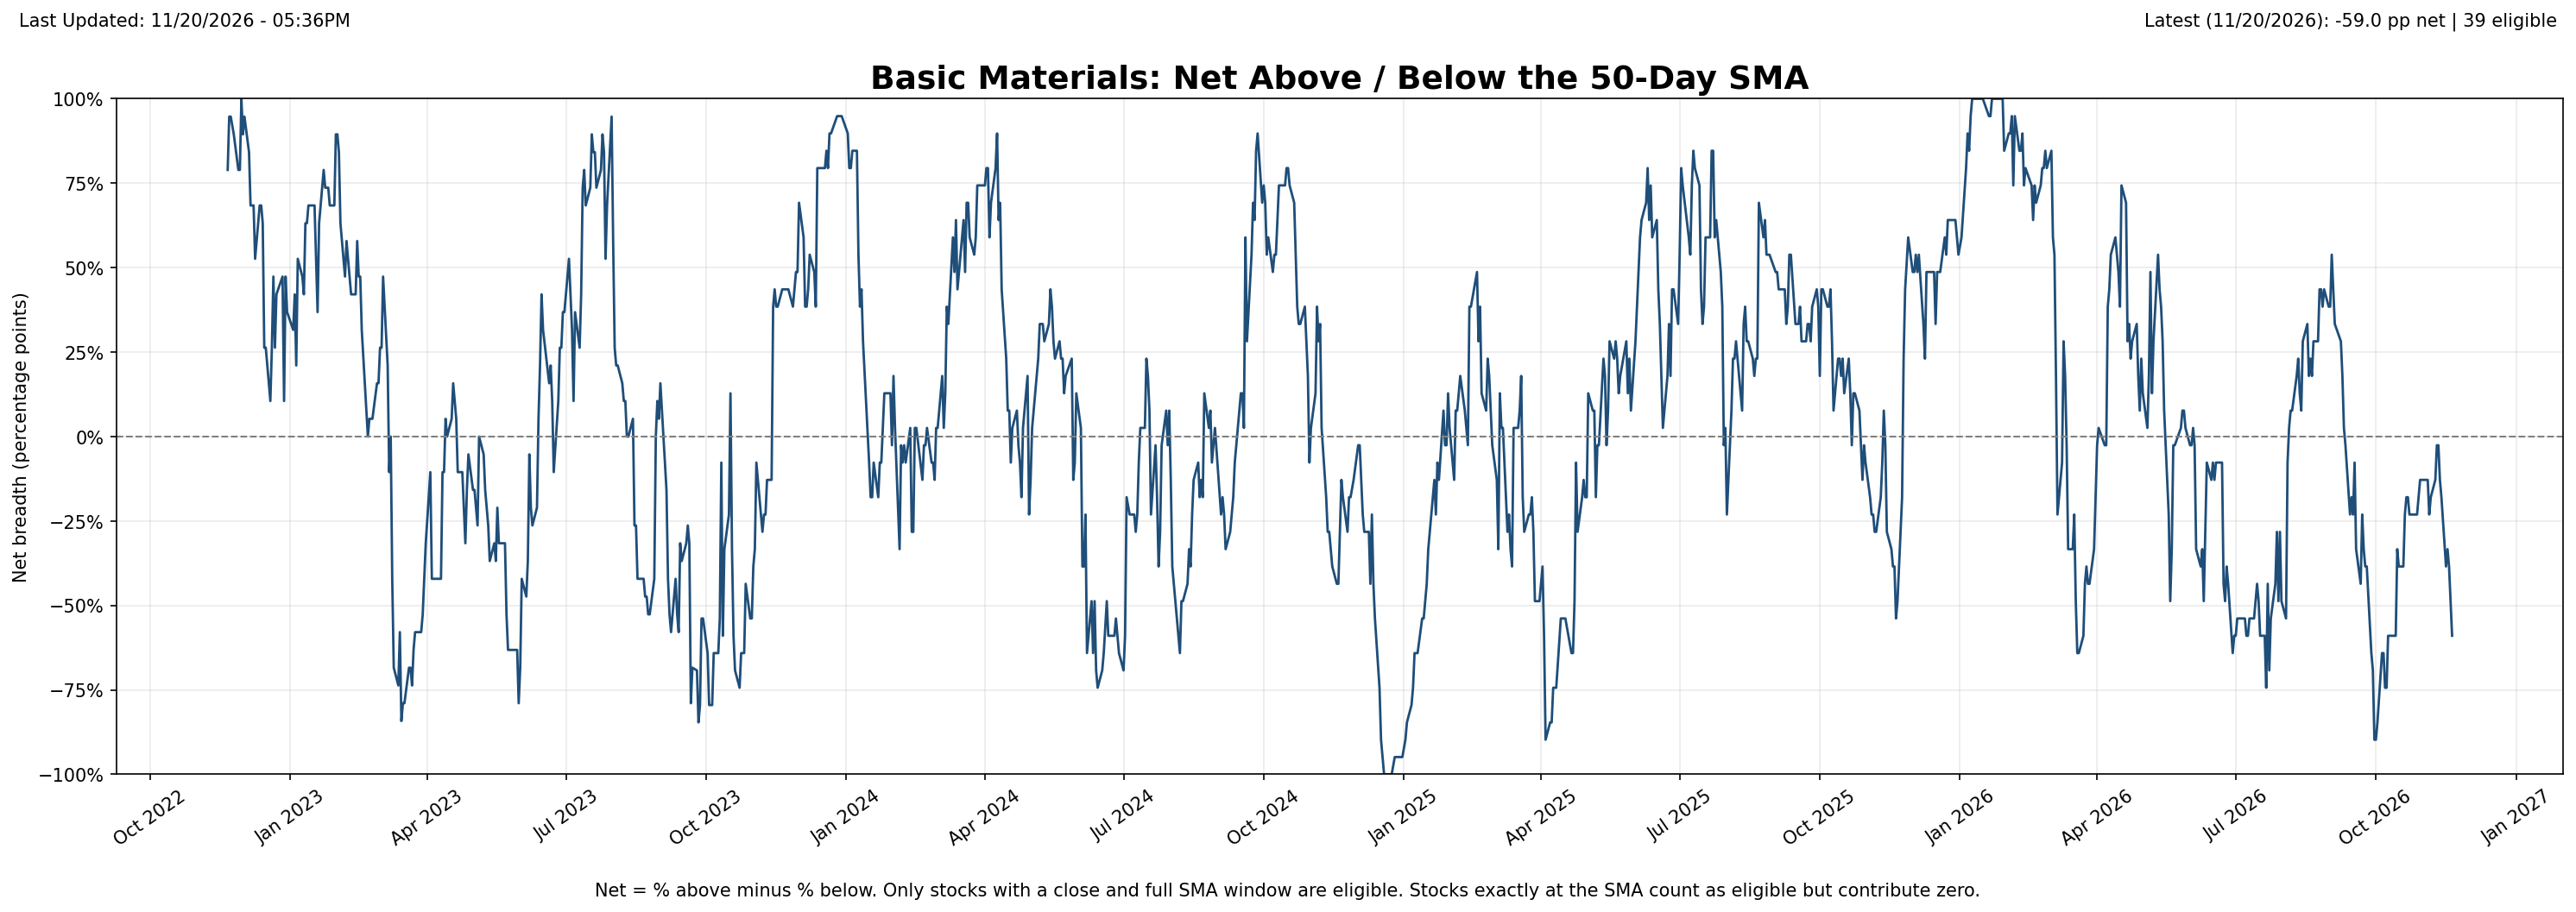 Last Updated: 11/20/2026 - 05:36PM
Latest (11/20/2026): -59.0 pp net | 39 eligible
Basic Materials: Net Above / Below the 50-Day SMA
Net breadth (percentage points)
100%
75%
50%
25%
0%
−25%
−50%
−75%
−100%
Oct 2022
Jan 2023
Apr 2023
Jul 2023
Oct 2023
Jan 2024
Apr 2024
Jul 2024
Oct 2024
Jan 2025
Apr 2025
Jul 2025
Oct 2025
Jan 2026
Apr 2026
Jul 2026
Oct 2026
Jan 2027
Net = % above minus % below. Only stocks with a close and full SMA window are eligible. Stocks exactly at the SMA count as eligible but contribute zero.